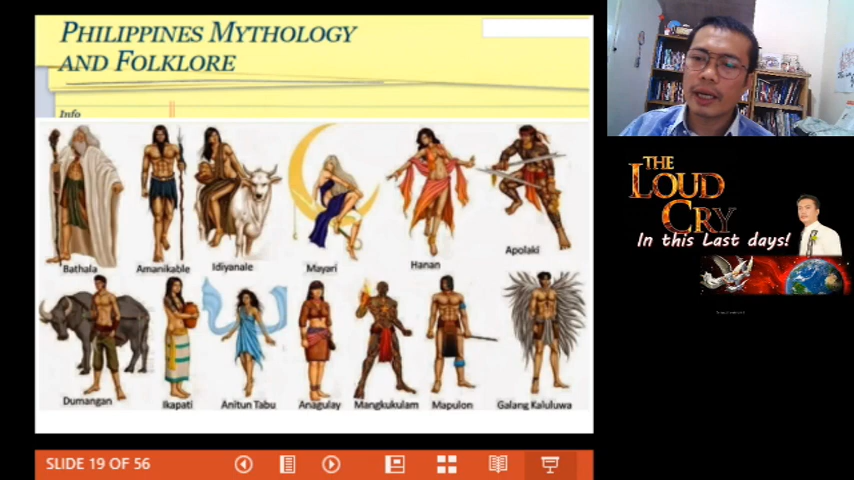 PHILIPPINES MYTHOLOGY
AND FOLKLORE
Info
Bathala
Amanikable
Idiyanale
Mayari
Hanan
Apolaki
Dumangan
Ikapati
Anitun Tabu
Anagulay
Mangkukulam
Mapulon
Galang Kaluluwa
SLIDE 19 OF 56
THE
LOUD
CRY
In this Last days!